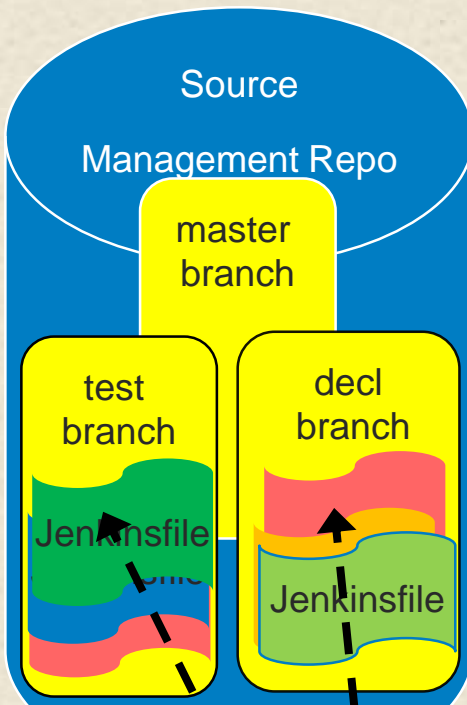 Source
Management Repo
master
branch
test
branch
decl
branch
Jenkinsfile
Jenkinsfile